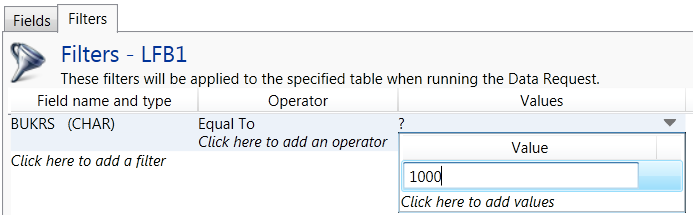 Fields Filters
Filters - LFB1
These filters will be applied to the specified table when running the Data Request.
Field name and type Operator Values
BUKRS (CHAR) Equal To ?
Click here to add an operator
Click here to add a filter
Value
1000
Click here to add values